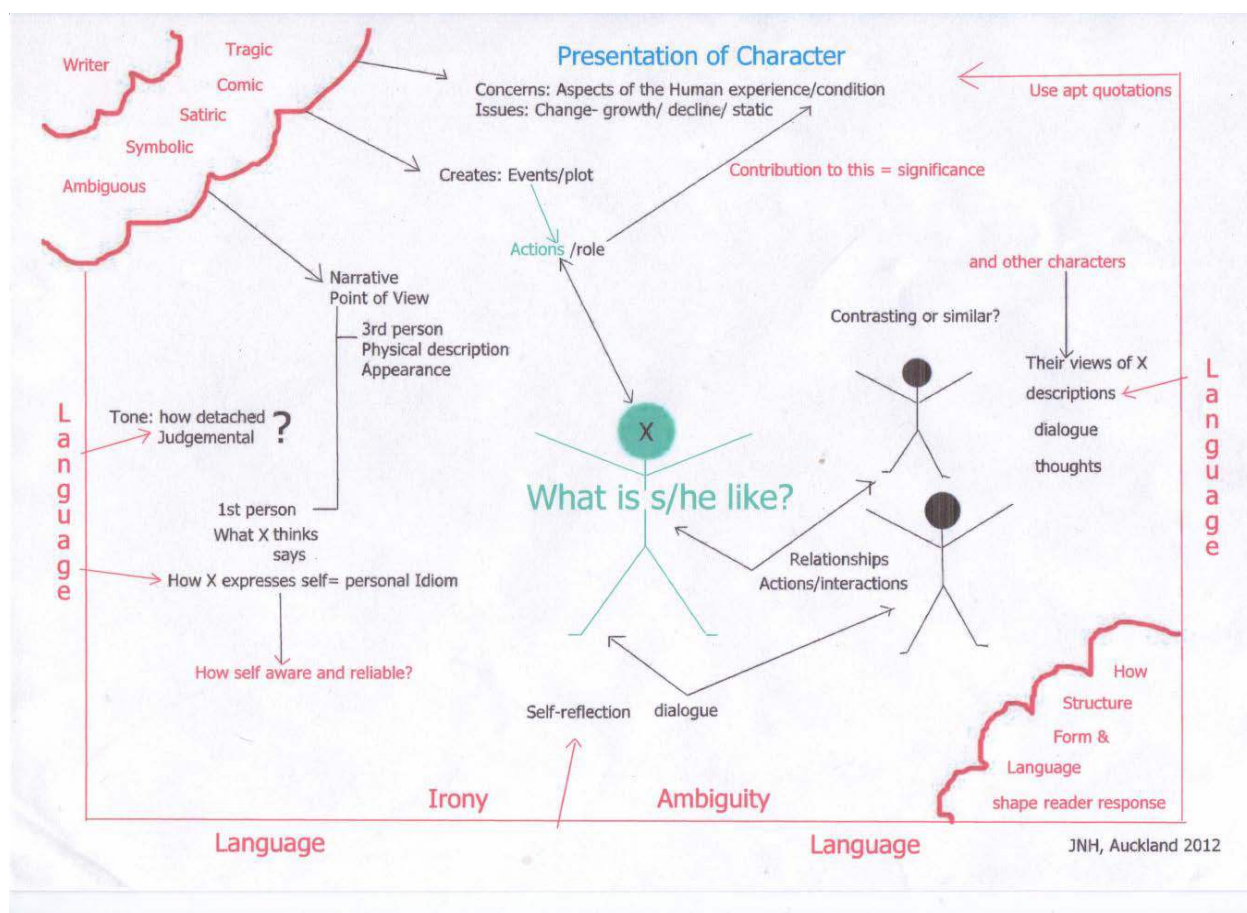 Presentation of Character
Writer
Tragic
Comic
Satiric
Symbolic
Ambiguous
Concerns: Aspects of the Human experience/condition
Issues: Change- growth/ decline/ static
Use apt quotations
Creates: Events/plot
Contribution to this = significance
Actions /role
Narrative
Point of View
3rd person
Physical description
Appearance
and other characters
Contrasting or similar?
Their views of X
descriptions
dialogue
thoughts
Language
Language
Tone: how detached
Judgemental
?
X
What is s/he like?
1st person
What X thinks
says
How X expresses self= personal Idiom
How self aware and reliable?
Relationships
Actions/interactions
Self-reflection dialogue
How
Structure
Form &
Language
shape reader response
Irony
Ambiguity
Language
Language
JNH, Auckland 2012